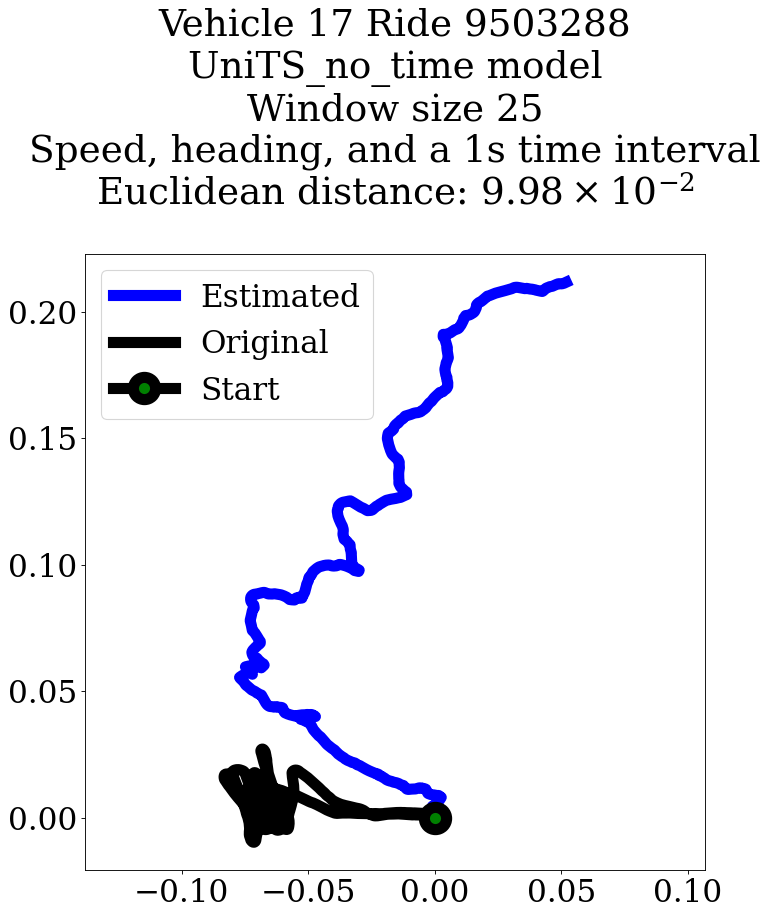 Vehicle 17 Ride 9503288
UniTS_no_time model
Window size 25
Speed, heading, and a 1s time interval
Euclidean distance: 9.98 × 10⁻²
Estimated
Original
Start
0.20
0.15
0.10
0.05
0.00
−0.10
−0.05
0.00
0.05
0.10